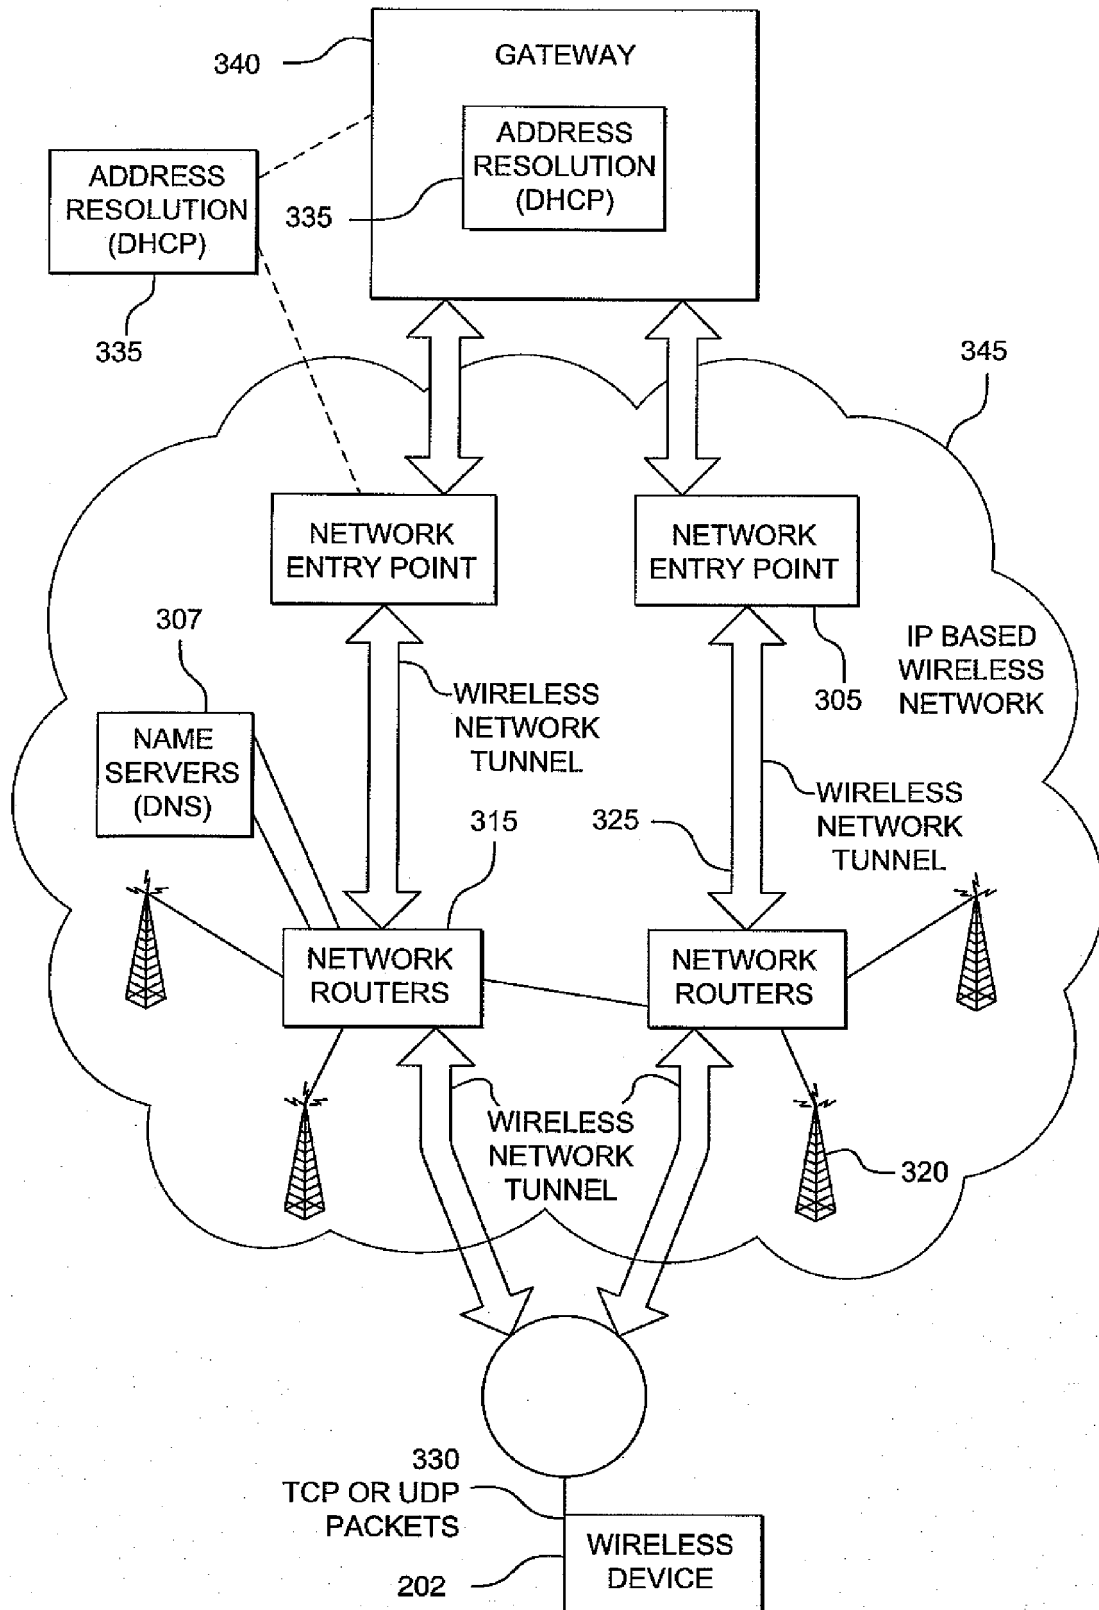 340
GATEWAY
ADDRESS
RESOLUTION
(DHCP)
335
ADDRESS
RESOLUTION
(DHCP)
335
345
NETWORK
ENTRY POINT
NETWORK
ENTRY POINT
305
IP BASED
WIRELESS
NETWORK
307
NAME
SERVERS
(DNS)
WIRELESS
NETWORK
TUNNEL
315
325
WIRELESS
NETWORK
TUNNEL
NETWORK
ROUTERS
NETWORK
ROUTERS
WIRELESS
NETWORK
TUNNEL
320
330
TCP OR UDP
PACKETS
202
WIRELESS
DEVICE